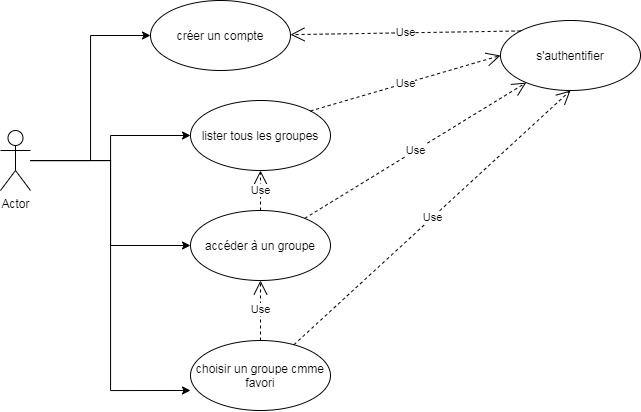 créer un compte
Use
s'authentifier
Use
lister tous les groupes
Use
Use
Actor
accéder à un groupe
Use
Use
choisir un groupe cmme
favori